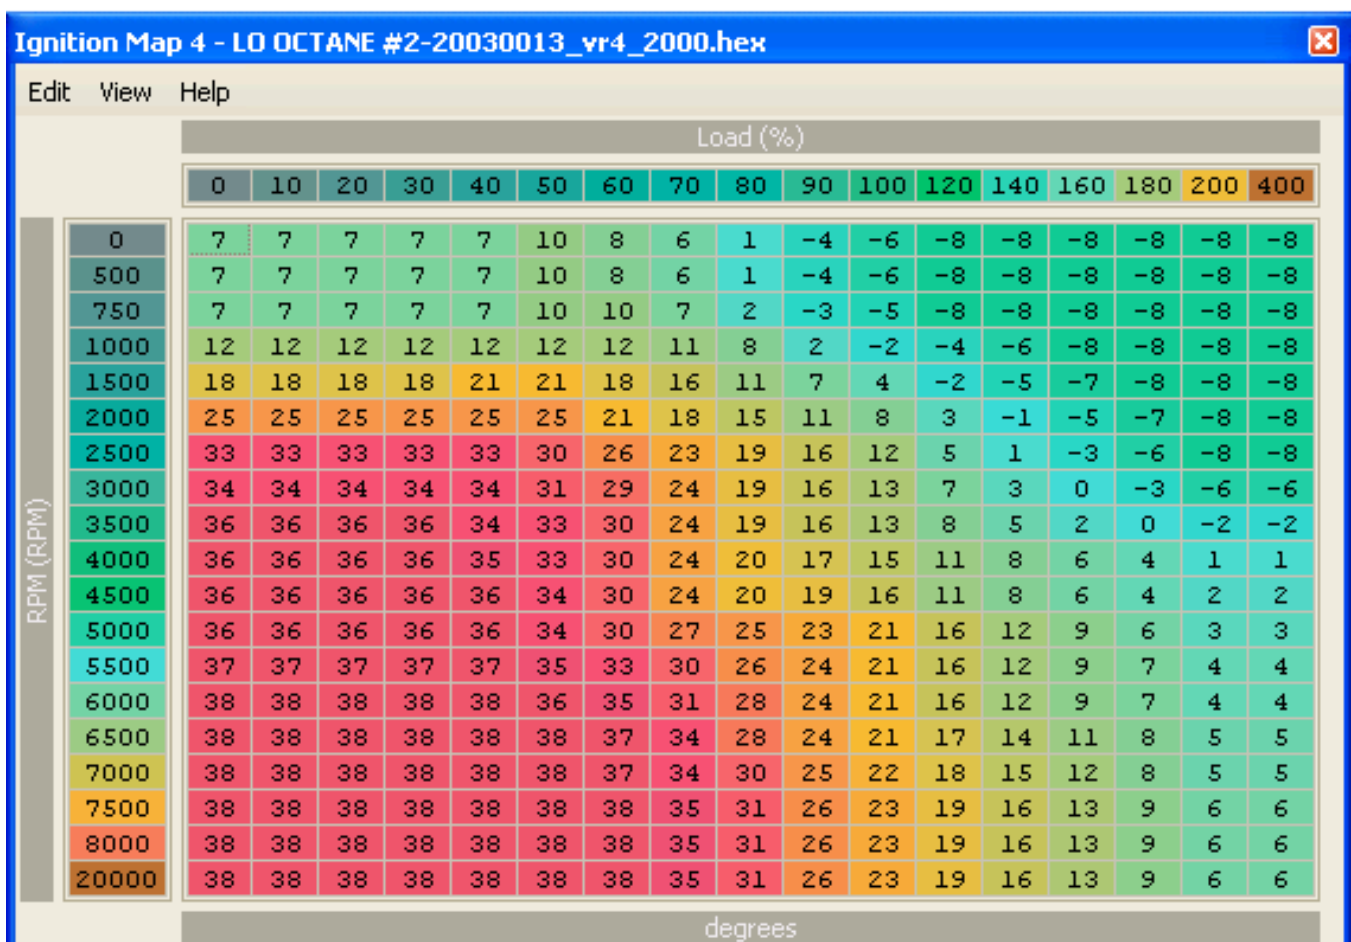 Ignition Map 4 - LO OCTANE #2-20030013_vr4_2000.hex
Edit View Help
Load (%)
0 10 20 30 40 50 60 70 80 90 100 120 140 160 180 200 400
RPM (RPM)
0 7 7 7 7 7 10 8 6 1 -4 -6 -8 -8 -8 -8 -8 -8
500 7 7 7 7 7 10 8 6 1 -4 -6 -8 -8 -8 -8 -8 -8
750 7 7 7 7 7 10 10 7 2 -3 -5 -8 -8 -8 -8 -8 -8
1000 12 12 12 12 12 12 12 11 8 2 -2 -4 -6 -8 -8 -8 -8
1500 18 18 18 18 21 21 18 16 11 7 4 -2 -5 -7 -8 -8 -8
2000 25 25 25 25 25 25 21 18 15 11 8 3 -1 -5 -7 -8 -8
2500 33 33 33 33 33 30 26 23 19 16 12 5 1 -3 -6 -8 -8
3000 34 34 34 34 34 31 29 24 19 16 13 7 3 0 -3 -6 -6
3500 36 36 36 36 34 33 30 24 19 16 13 8 5 2 0 -2 -2
4000 36 36 36 36 35 33 30 24 20 17 15 11 8 6 4 1 1
4500 36 36 36 36 36 34 30 24 20 19 16 11 8 6 4 2 2
5000 36 36 36 36 36 34 30 27 25 23 21 16 12 9 6 3 3
5500 37 37 37 37 37 35 33 30 26 24 21 16 12 9 7 4 4
6000 38 38 38 38 38 36 35 31 28 24 21 16 12 9 7 4 4
6500 38 38 38 38 38 38 37 34 28 24 21 17 14 11 8 5 5
7000 38 38 38 38 38 38 37 34 30 25 22 18 15 12 8 5 5
7500 38 38 38 38 38 38 38 35 31 26 23 19 16 13 9 6 6
8000 38 38 38 38 38 38 38 35 31 26 23 19 16 13 9 6 6
20000 38 38 38 38 38 38 38 35 31 26 23 19 16 13 9 6 6
degrees